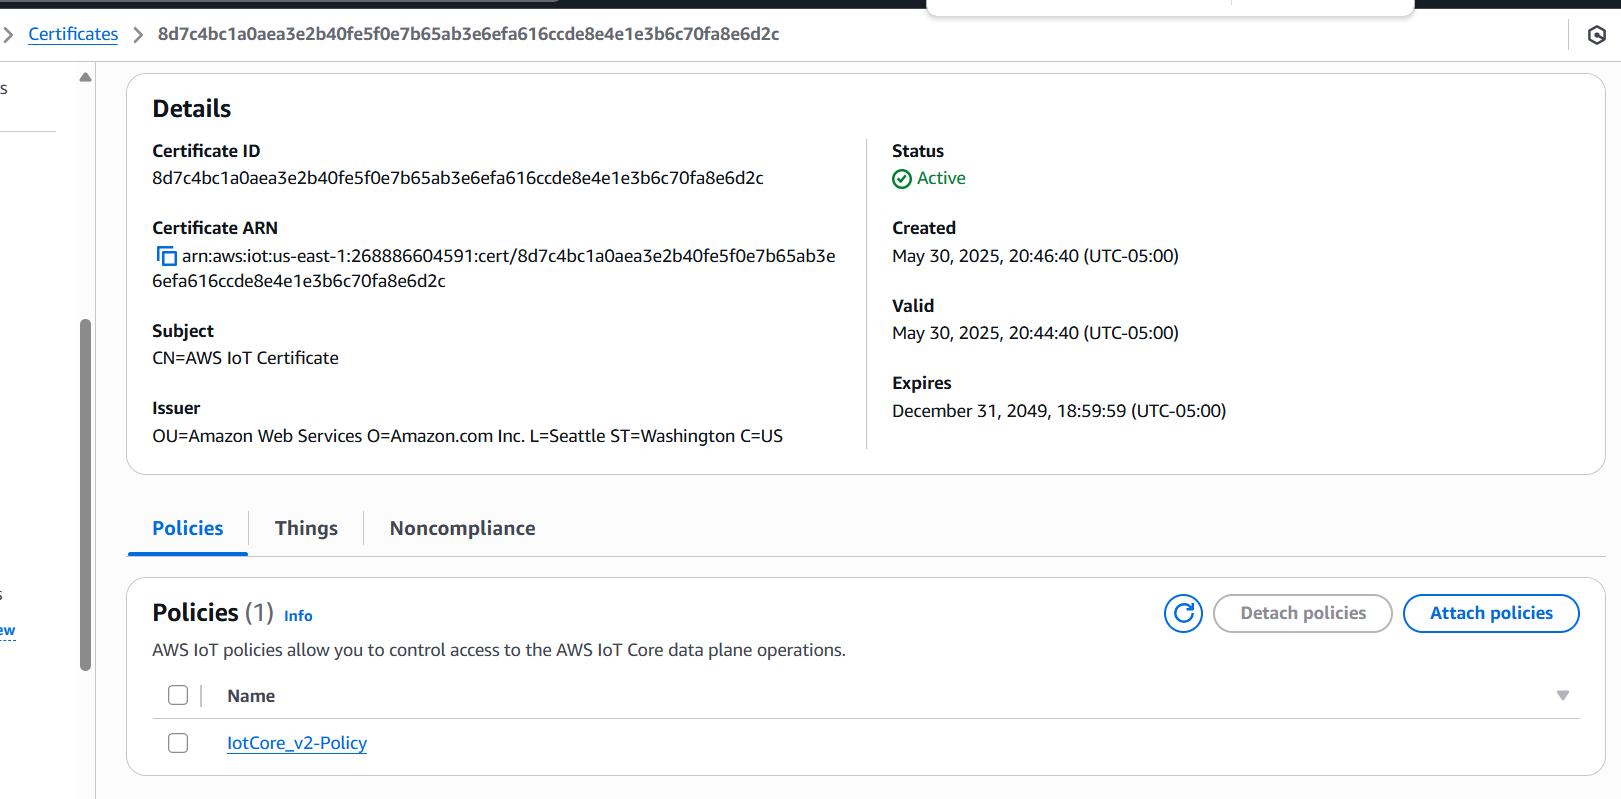 Certificates
8d7c4bc1a0aea3e2b40fe5f0e7b65ab3e6efa616ccde8e4e1e3b6c70fa8e6d2c
s
Details
Certificate ID
8d7c4bc1a0aea3e2b40fe5f0e7b65ab3e6efa616ccde8e4e1e3b6c70fa8e6d2c
Certificate ARN
arn:aws:iot:us-east-1:268886604591:cert/8d7c4bc1a0aea3e2b40fe5f0e7b65ab3e
6efa616ccde8e4e1e3b6c70fa8e6d2c
Subject
CN=AWS IoT Certificate
Issuer
OU=Amazon Web Services O=Amazon.com Inc. L=Seattle ST=Washington C=US
Status
Active
Created
May 30, 2025, 20:46:40 (UTC-05:00)
Valid
May 30, 2025, 20:44:40 (UTC-05:00)
Expires
December 31, 2049, 18:59:59 (UTC-05:00)
Policies
Things
Noncompliance
s
ew
Policies (1) Info
Detach policies
Attach policies
AWS IoT policies allow you to control access to the AWS IoT Core data plane operations.
Name
IotCore_v2-Policy